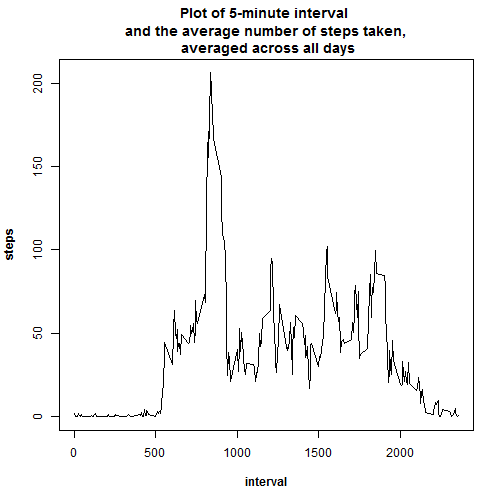 Plot of 5-minute interval
and the average number of steps taken,
averaged across all days
steps
200
150
100
50
0
0
500
1000
1500
2000
interval